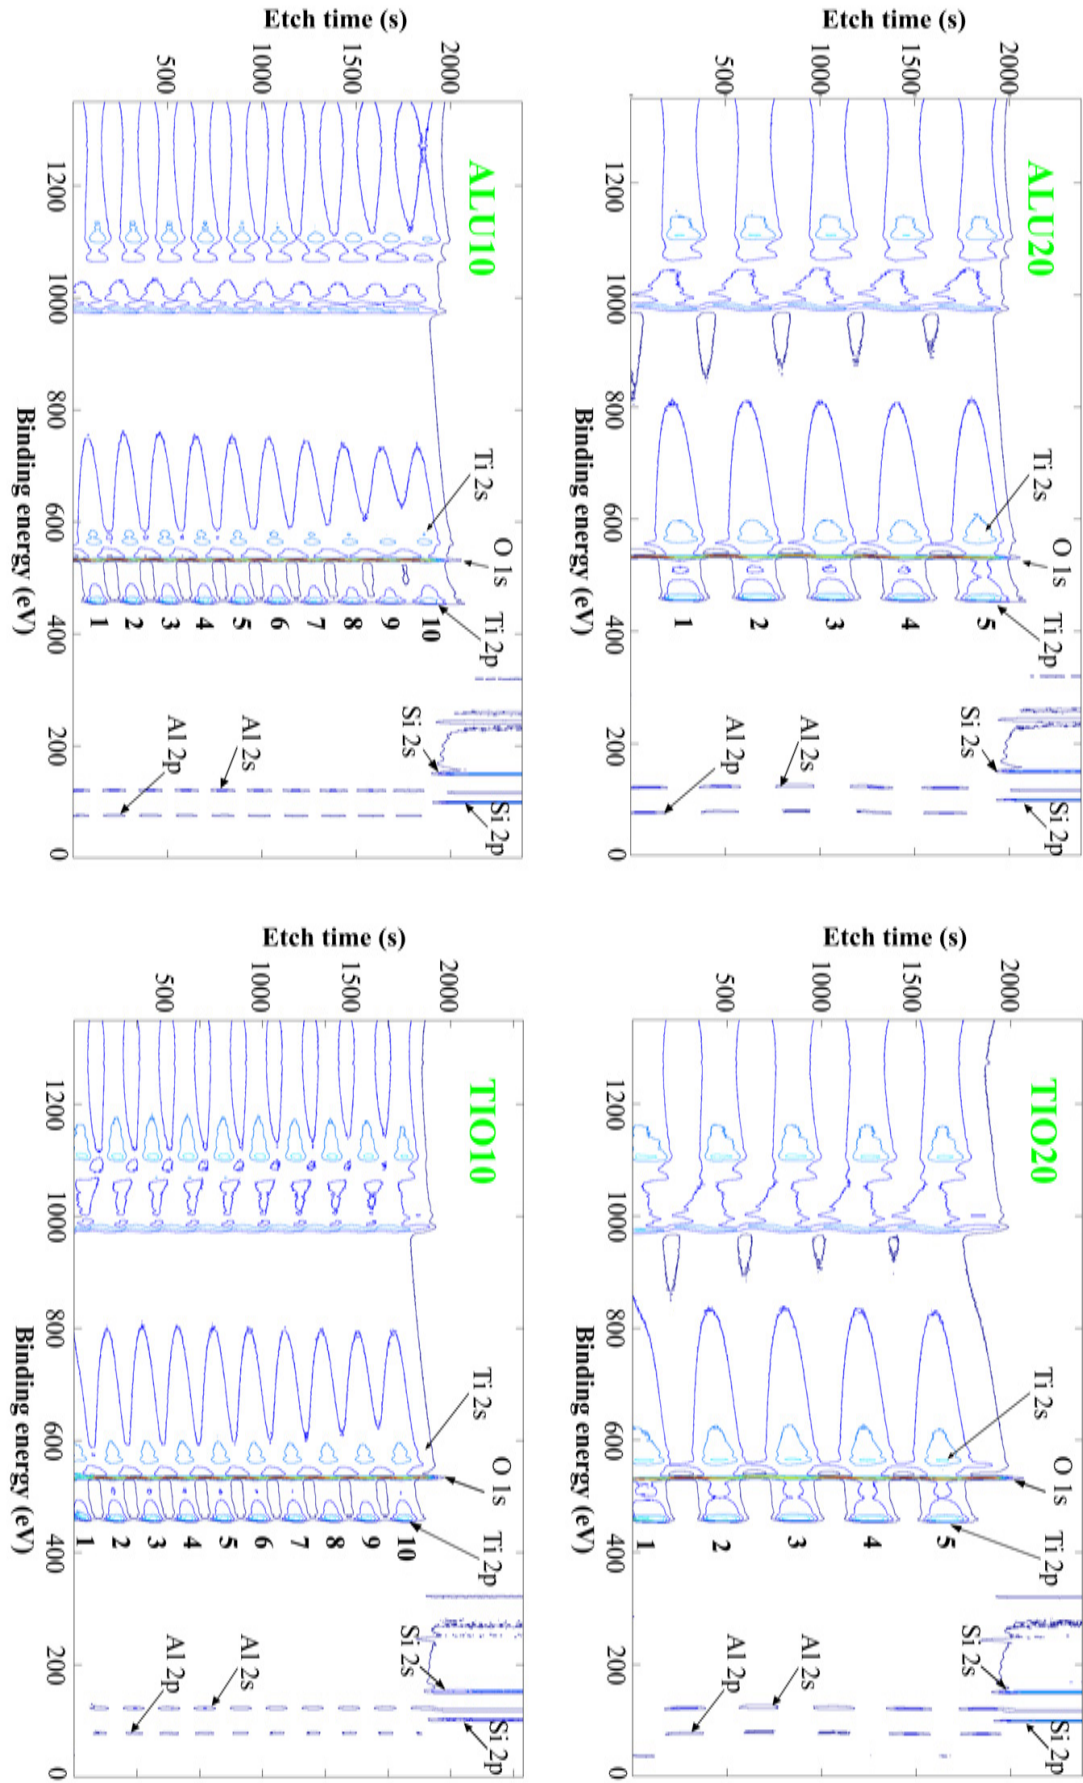 ALU20
Etch time (s)
2000
1500
1000
500
Ti 2s
O 1s
Ti 2p
Si 2s
Si 2p
Al 2s
Al 2p
5
4
3
2
1
1200
1000
800
600
400
200
0
Binding energy (eV)
TIO20
Etch time (s)
2000
1500
1000
500
Ti 2s
O 1s
Ti 2p
Si 2s
Si 2p
Al 2s
Al 2p
5
4
3
2
1
1200
1000
800
600
400
200
0
Binding energy (eV)
ALU10
Etch time (s)
2000
1500
1000
500
Ti 2s
O 1s
Ti 2p
Si 2s
Si 2p
Al 2s
Al 2p
10
9
8
7
6
5
4
3
2
1
1200
1000
800
600
400
200
0
Binding energy (eV)
TIO10
Etch time (s)
2000
1500
1000
500
Ti 2s
O 1s
Ti 2p
Si 2s
Si 2p
Al 2s
Al 2p
10
9
8
7
6
5
4
3
2
1
1200
1000
800
600
400
200
0
Binding energy (eV)